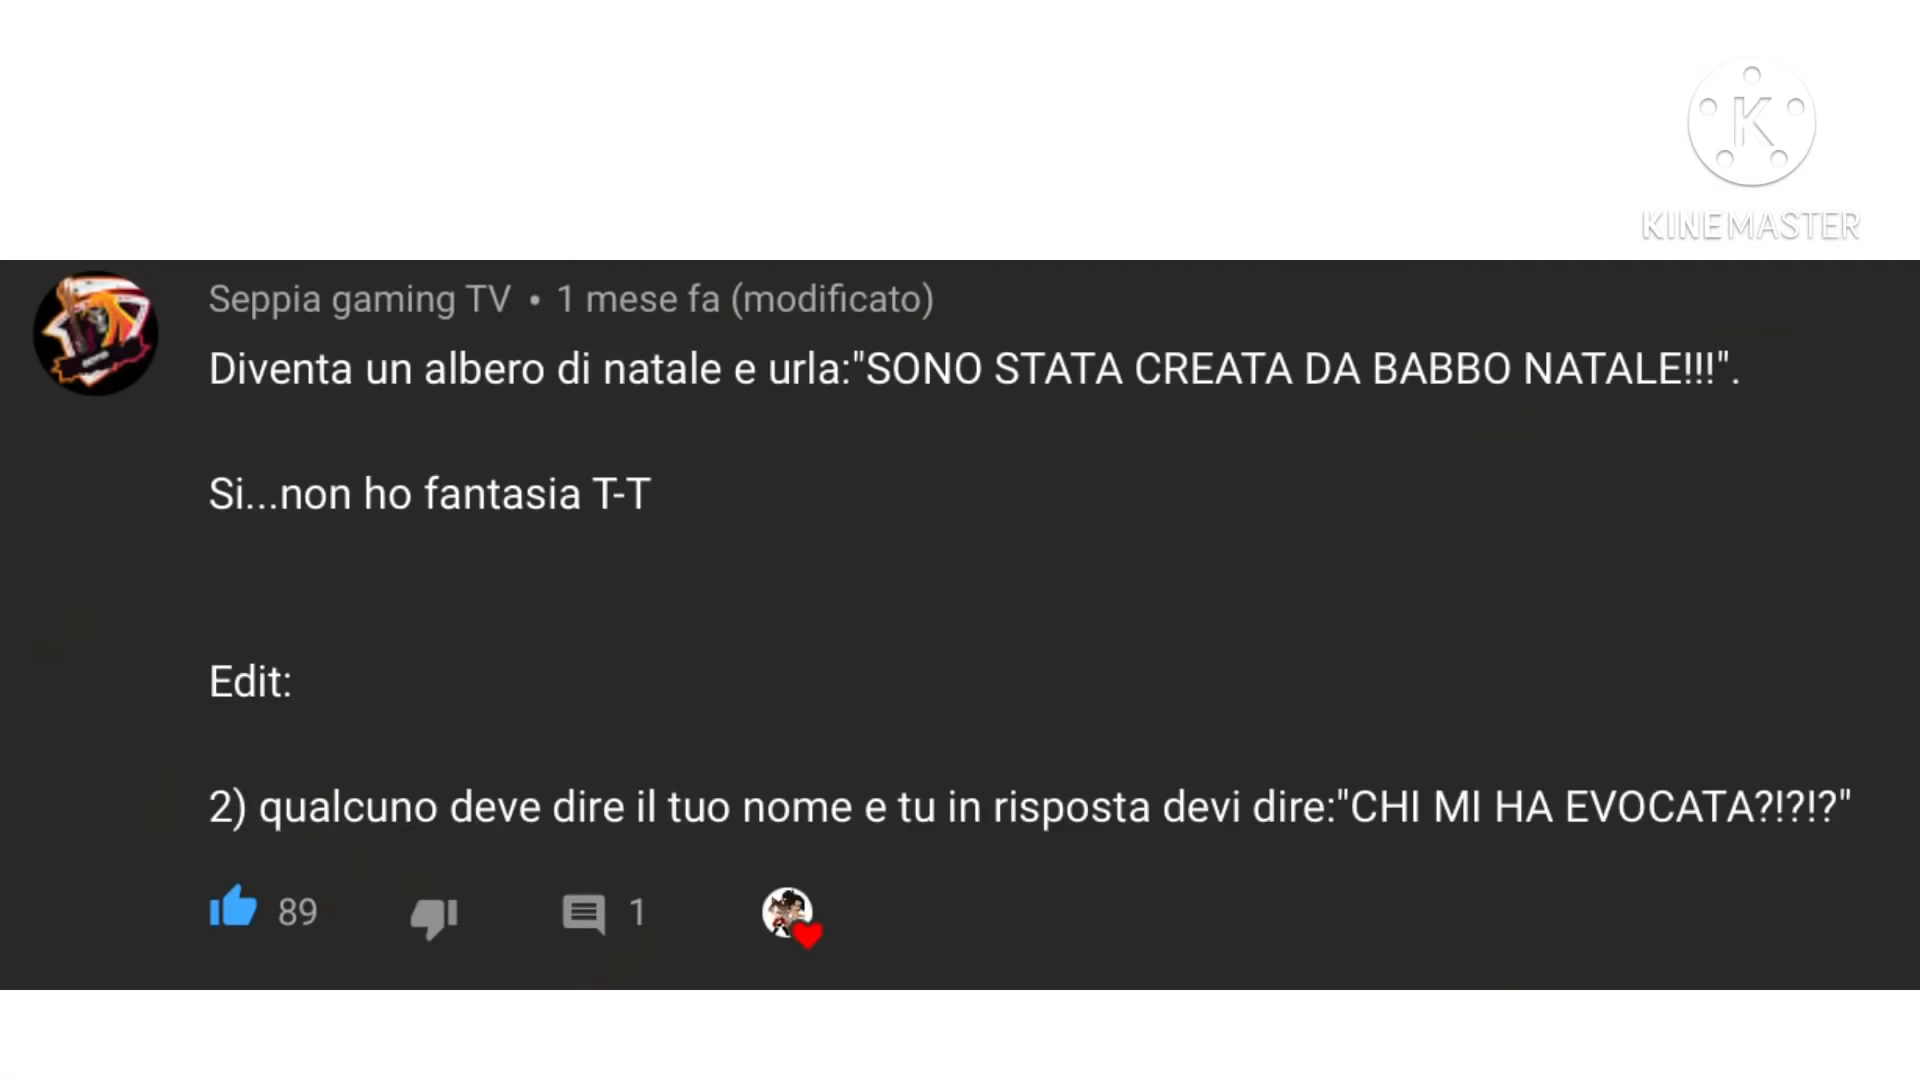 K
KINEMASTER
Seppia gaming TV • 1 mese fa (modificato)
Diventa un albero di natale e urla:"SONO STATA CREATA DA BABBO NATALE!!!".
Si...non ho fantasia T-T
Edit:
2) qualcuno deve dire il tuo nome e tu in risposta devi dire:"CHI MI HA EVOCATA?!?!?"
89 1